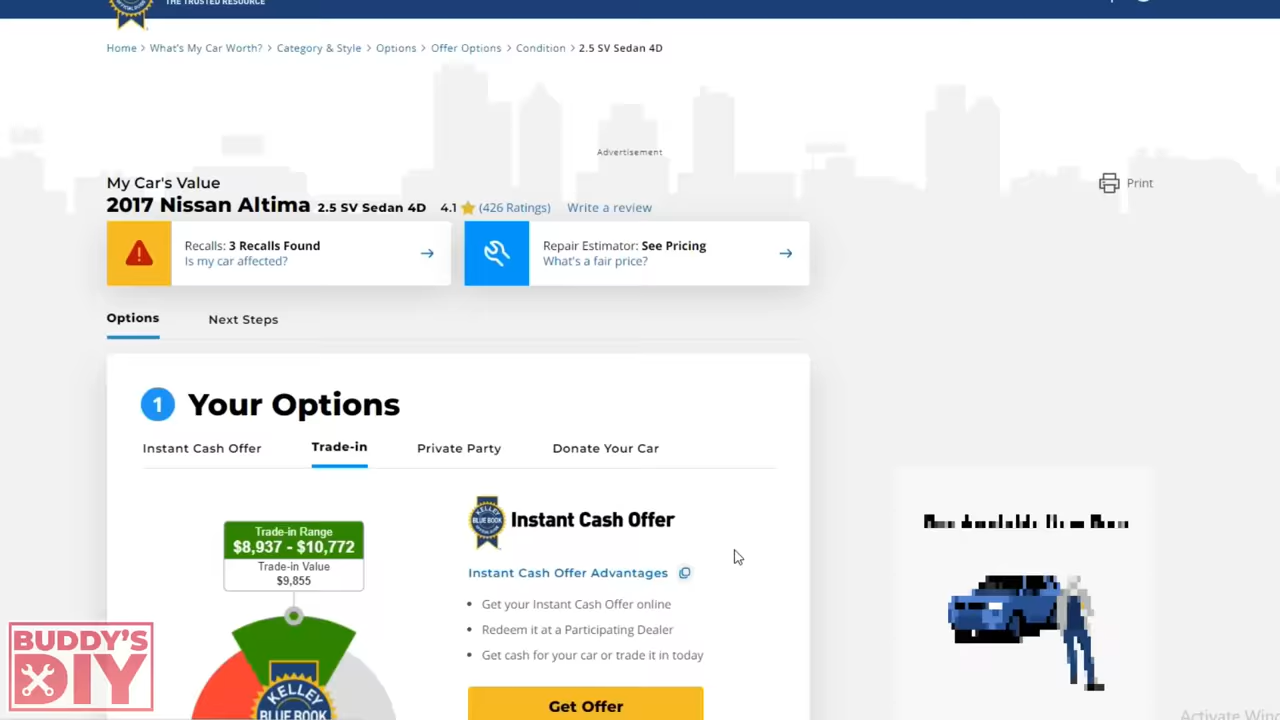 THE TRUSTED RESOURCE
Home > What's My Car Worth? > Category & Style > Options > Offer Options > Condition > 2.5 SV Sedan 4D
Advertisement
My Car's Value
Print
2017 Nissan Altima 2.5 SV Sedan 4D 4.1 (426 Ratings) Write a review
Recalls: 3 Recalls Found
Is my car affected?
Repair Estimator: See Pricing
What's a fair price?
Options
Next Steps
1 Your Options
Instant Cash Offer
Trade-in
Private Party
Donate Your Car
Trade-in Range
$8,937 - $10,772
Trade-in Value
$9,855
KELLEY
BLUE BOOK
Instant Cash Offer
Instant Cash Offer Advantages
• Get your Instant Cash Offer online
• Redeem it at a Participating Dealer
• Get cash for your car or trade it in today
Get Offer
KELLEY
BLUE BOOK
BUDDY'S
DIY
Activate Win